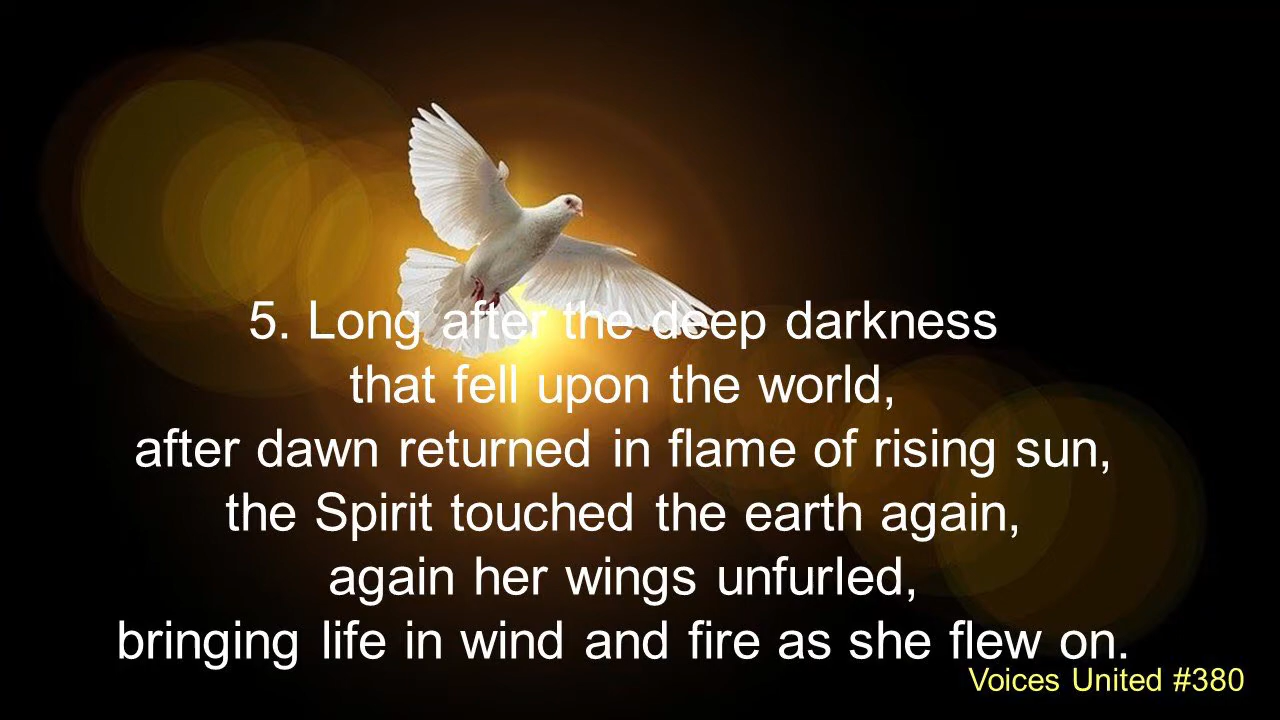 5. Long after the deep darkness
that fell upon the world,
after dawn returned in flame of rising sun,
the Spirit touched the earth again,
again her wings unfurled,
bringing life in wind and fire as she flew on.
Voices United #380